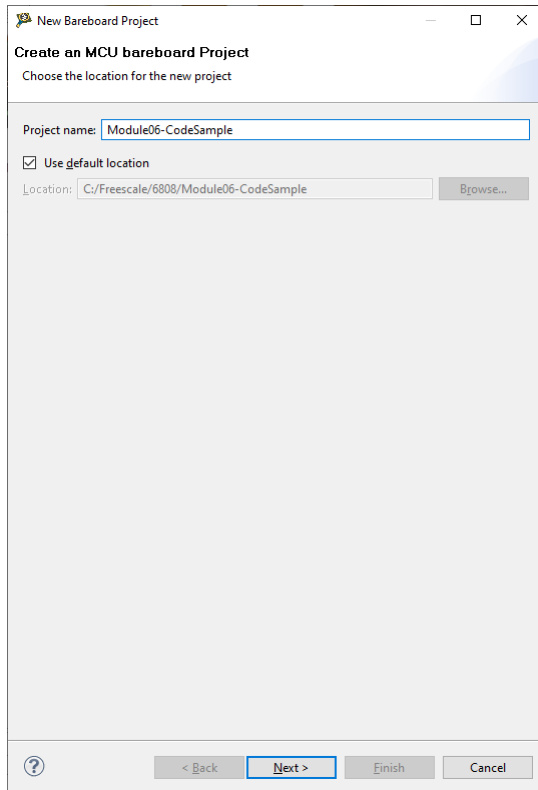 New Bareboard Project
Create an MCU bareboard Project
Choose the location for the new project
Project name: Module06-CodeSample
Use default location
Location: C:/Freescale/6808/Module06-CodeSample Browse...
? < Back Next > Finish Cancel